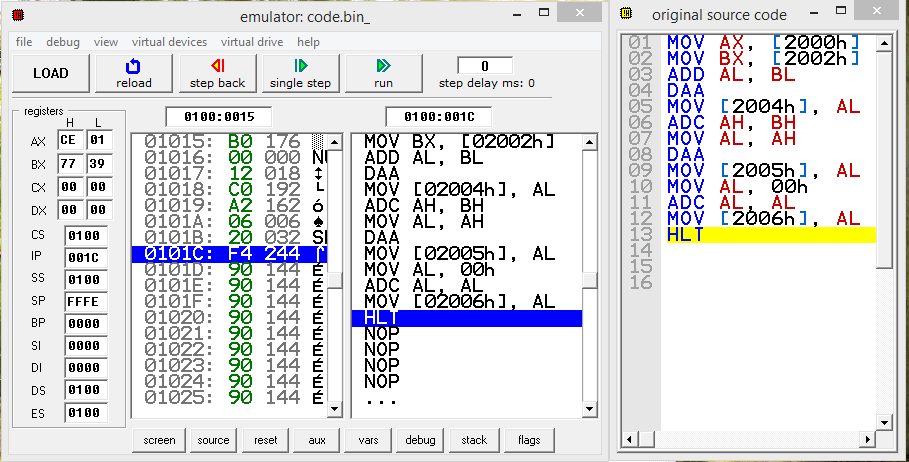 emulator: code.bin_
file debug view virtual devices virtual drive help
LOAD reload step back single step run 0
step delay ms: 0
registers
H L
AX CE 01
BX 77 39
CX 00 00
DX 00 00
CS 0100
IP 001C
SS 0100
SP FFFE
BP 0000
SI 0000
DI 0000
DS 0100
ES 0100
0100:0015
01015: B0 176 ▒
01016: 00 000 NU
01017: 12 018 ↕
01018: C0 192 └
01019: A2 162 ó
0101A: 06 006 ♠
0101B: 20 032
0101C: F4 244 ⌠
0101D: 90 144 É
0101E: 90 144 É
0101F: 90 144 É
01020: 90 144 É
01021: 90 144 É
01022: 90 144 É
01023: 90 144 É
01024: 90 144 É
01025: 90 144 É
0100:001C
MOV BX, [02002h]
ADD AL, BL
DAA
MOV [02004h], AL
ADC AH, BH
MOV AL, AH
DAA
MOV [02005h], AL
MOV AL, 00h
ADC AL, AL
MOV [02006h], AL
HLT
NOP
NOP
NOP
NOP
...
screen source reset aux vars debug stack flags
original source code
01 MOV AX, [2000h]
02 MOV BX, [2002h]
03 ADD AL, BL
04 DAA
05 MOV [2004h], AL
06 ADC AH, BH
07 MOV AL, AH
08 DAA
09 MOV [2005h], AL
10 MOV AL, 00h
11 ADC AL, AL
12 MOV [2006h], AL
13 HLT
14
15
16